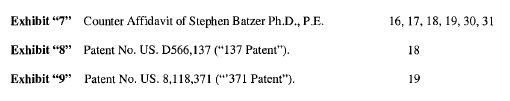 Exhibit “7” Counter Affidavit of Stephen Batzer Ph.D., P.E. 16, 17, 18, 19, 30, 31
Exhibit “8” Patent No. US. D566,137 (“137 Patent”). 18
Exhibit “9” Patent No. US. 8,118,371 (“’371 Patent”). 19